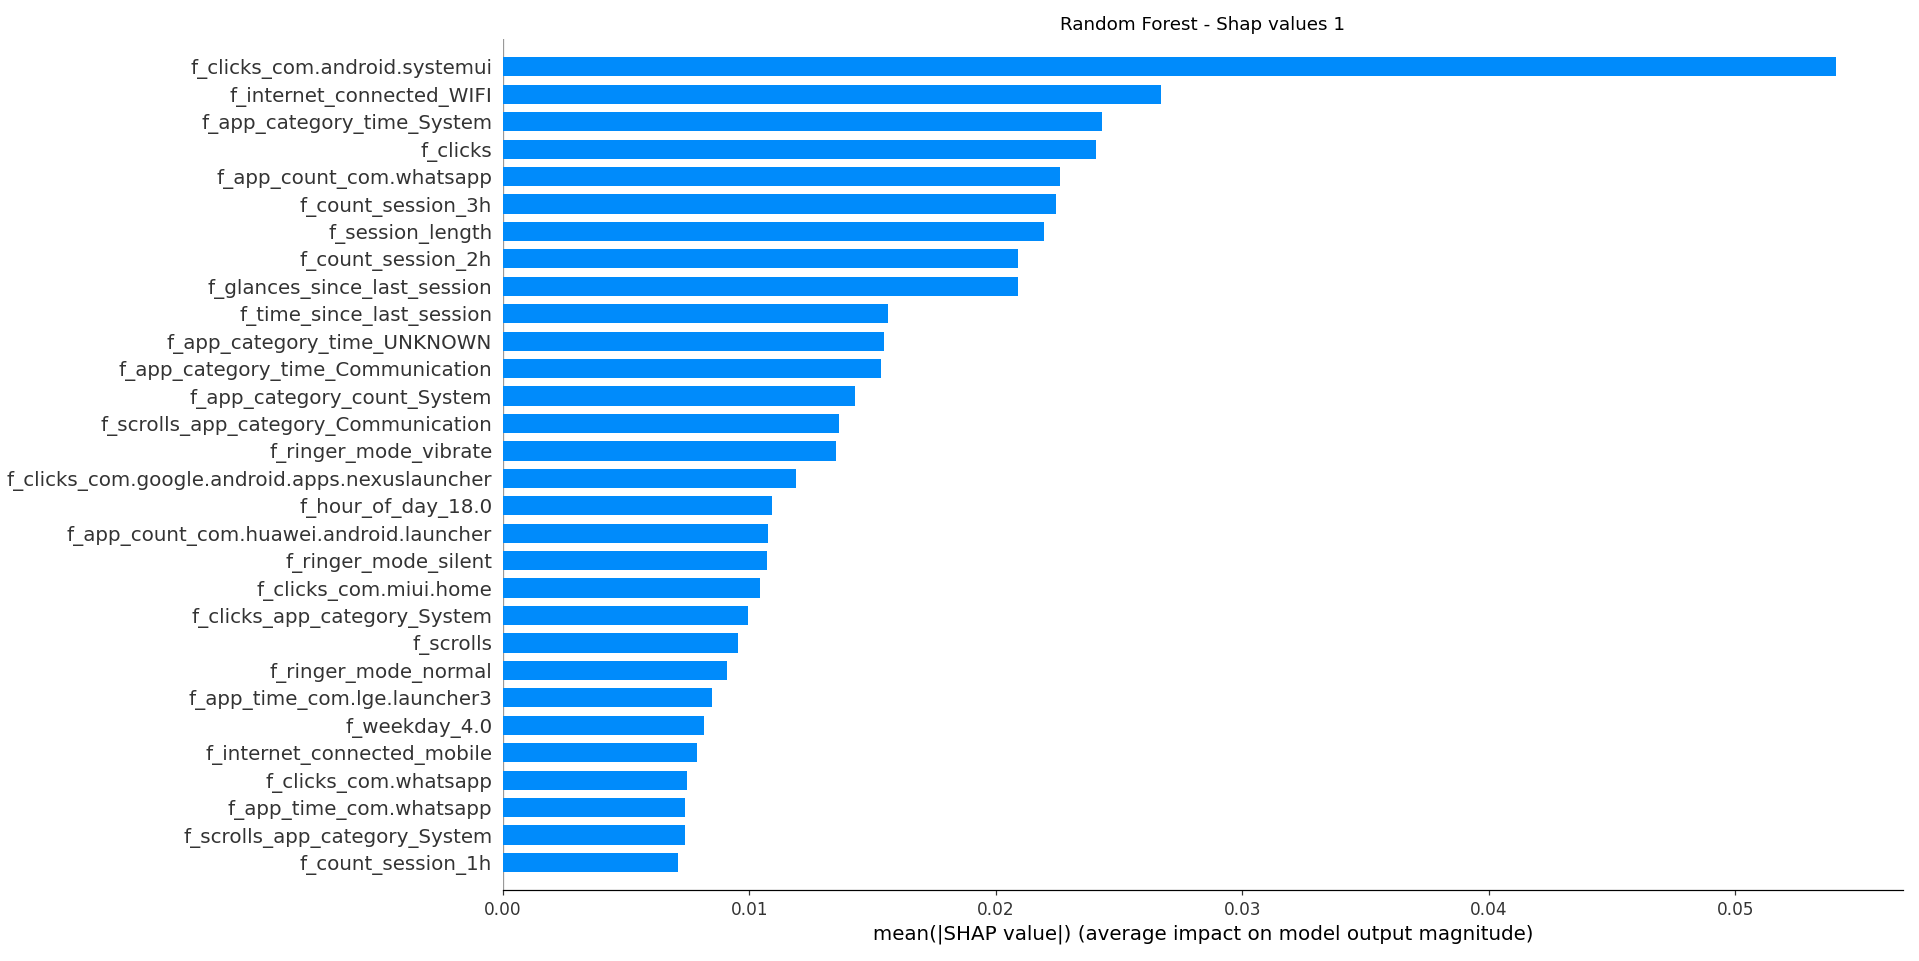 Random Forest - Shap values 1
f_clicks_com.android.systemui
f_internet_connected_WIFI
f_app_category_time_System
f_clicks
f_app_count_com.whatsapp
f_count_session_3h
f_session_length
f_count_session_2h
f_glances_since_last_session
f_time_since_last_session
f_app_category_time_UNKNOWN
f_app_category_time_Communication
f_app_category_count_System
f_scrolls_app_category_Communication
f_ringer_mode_vibrate
f_clicks_com.google.android.apps.nexuslauncher
f_hour_of_day_18.0
f_app_count_com.huawei.android.launcher
f_ringer_mode_silent
f_clicks_com.miui.home
f_clicks_app_category_System
f_scrolls
f_ringer_mode_normal
f_app_time_com.lge.launcher3
f_weekday_4.0
f_internet_connected_mobile
f_clicks_com.whatsapp
f_app_time_com.whatsapp
f_scrolls_app_category_System
f_count_session_1h
0.00 0.01 0.02 0.03 0.04 0.05
mean(|SHAP value|) (average impact on model output magnitude)